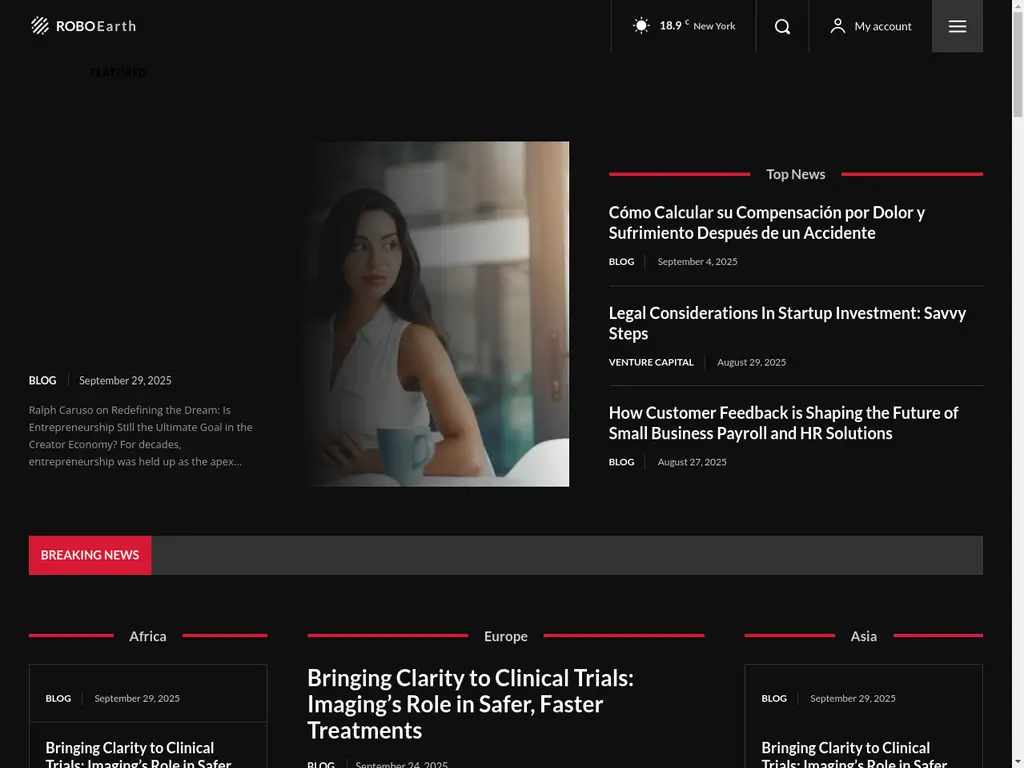 ROBOEarth
18.9 C New York
My account
FEATURED
BLOG
September 29, 2025
Ralph Caruso on Redefining the Dream: Is
Entrepreneurship Still the Ultimate Goal in the
Creator Economy? For decades,
entrepreneurship was held up as the apex...
Top News
Cómo Calcular su Compensación por Dolor y
Sufrimiento Después de un Accidente
BLOG
September 4, 2025
Legal Considerations In Startup Investment: Savvy
Steps
VENTURE CAPITAL
August 29, 2025
How Customer Feedback is Shaping the Future of
Small Business Payroll and HR Solutions
BLOG
August 27, 2025
BREAKING NEWS
Africa
BLOG
September 29, 2025
Bringing Clarity to Clinical
Trials: Imaging’s Role in Safer
Europe
Bringing Clarity to Clinical Trials:
Imaging’s Role in Safer, Faster
Treatments
BLOG
September 24, 2025
Asia
BLOG
September 29, 2025
Bringing Clarity to Clinical
Trials: Imaging’s Role in Safer